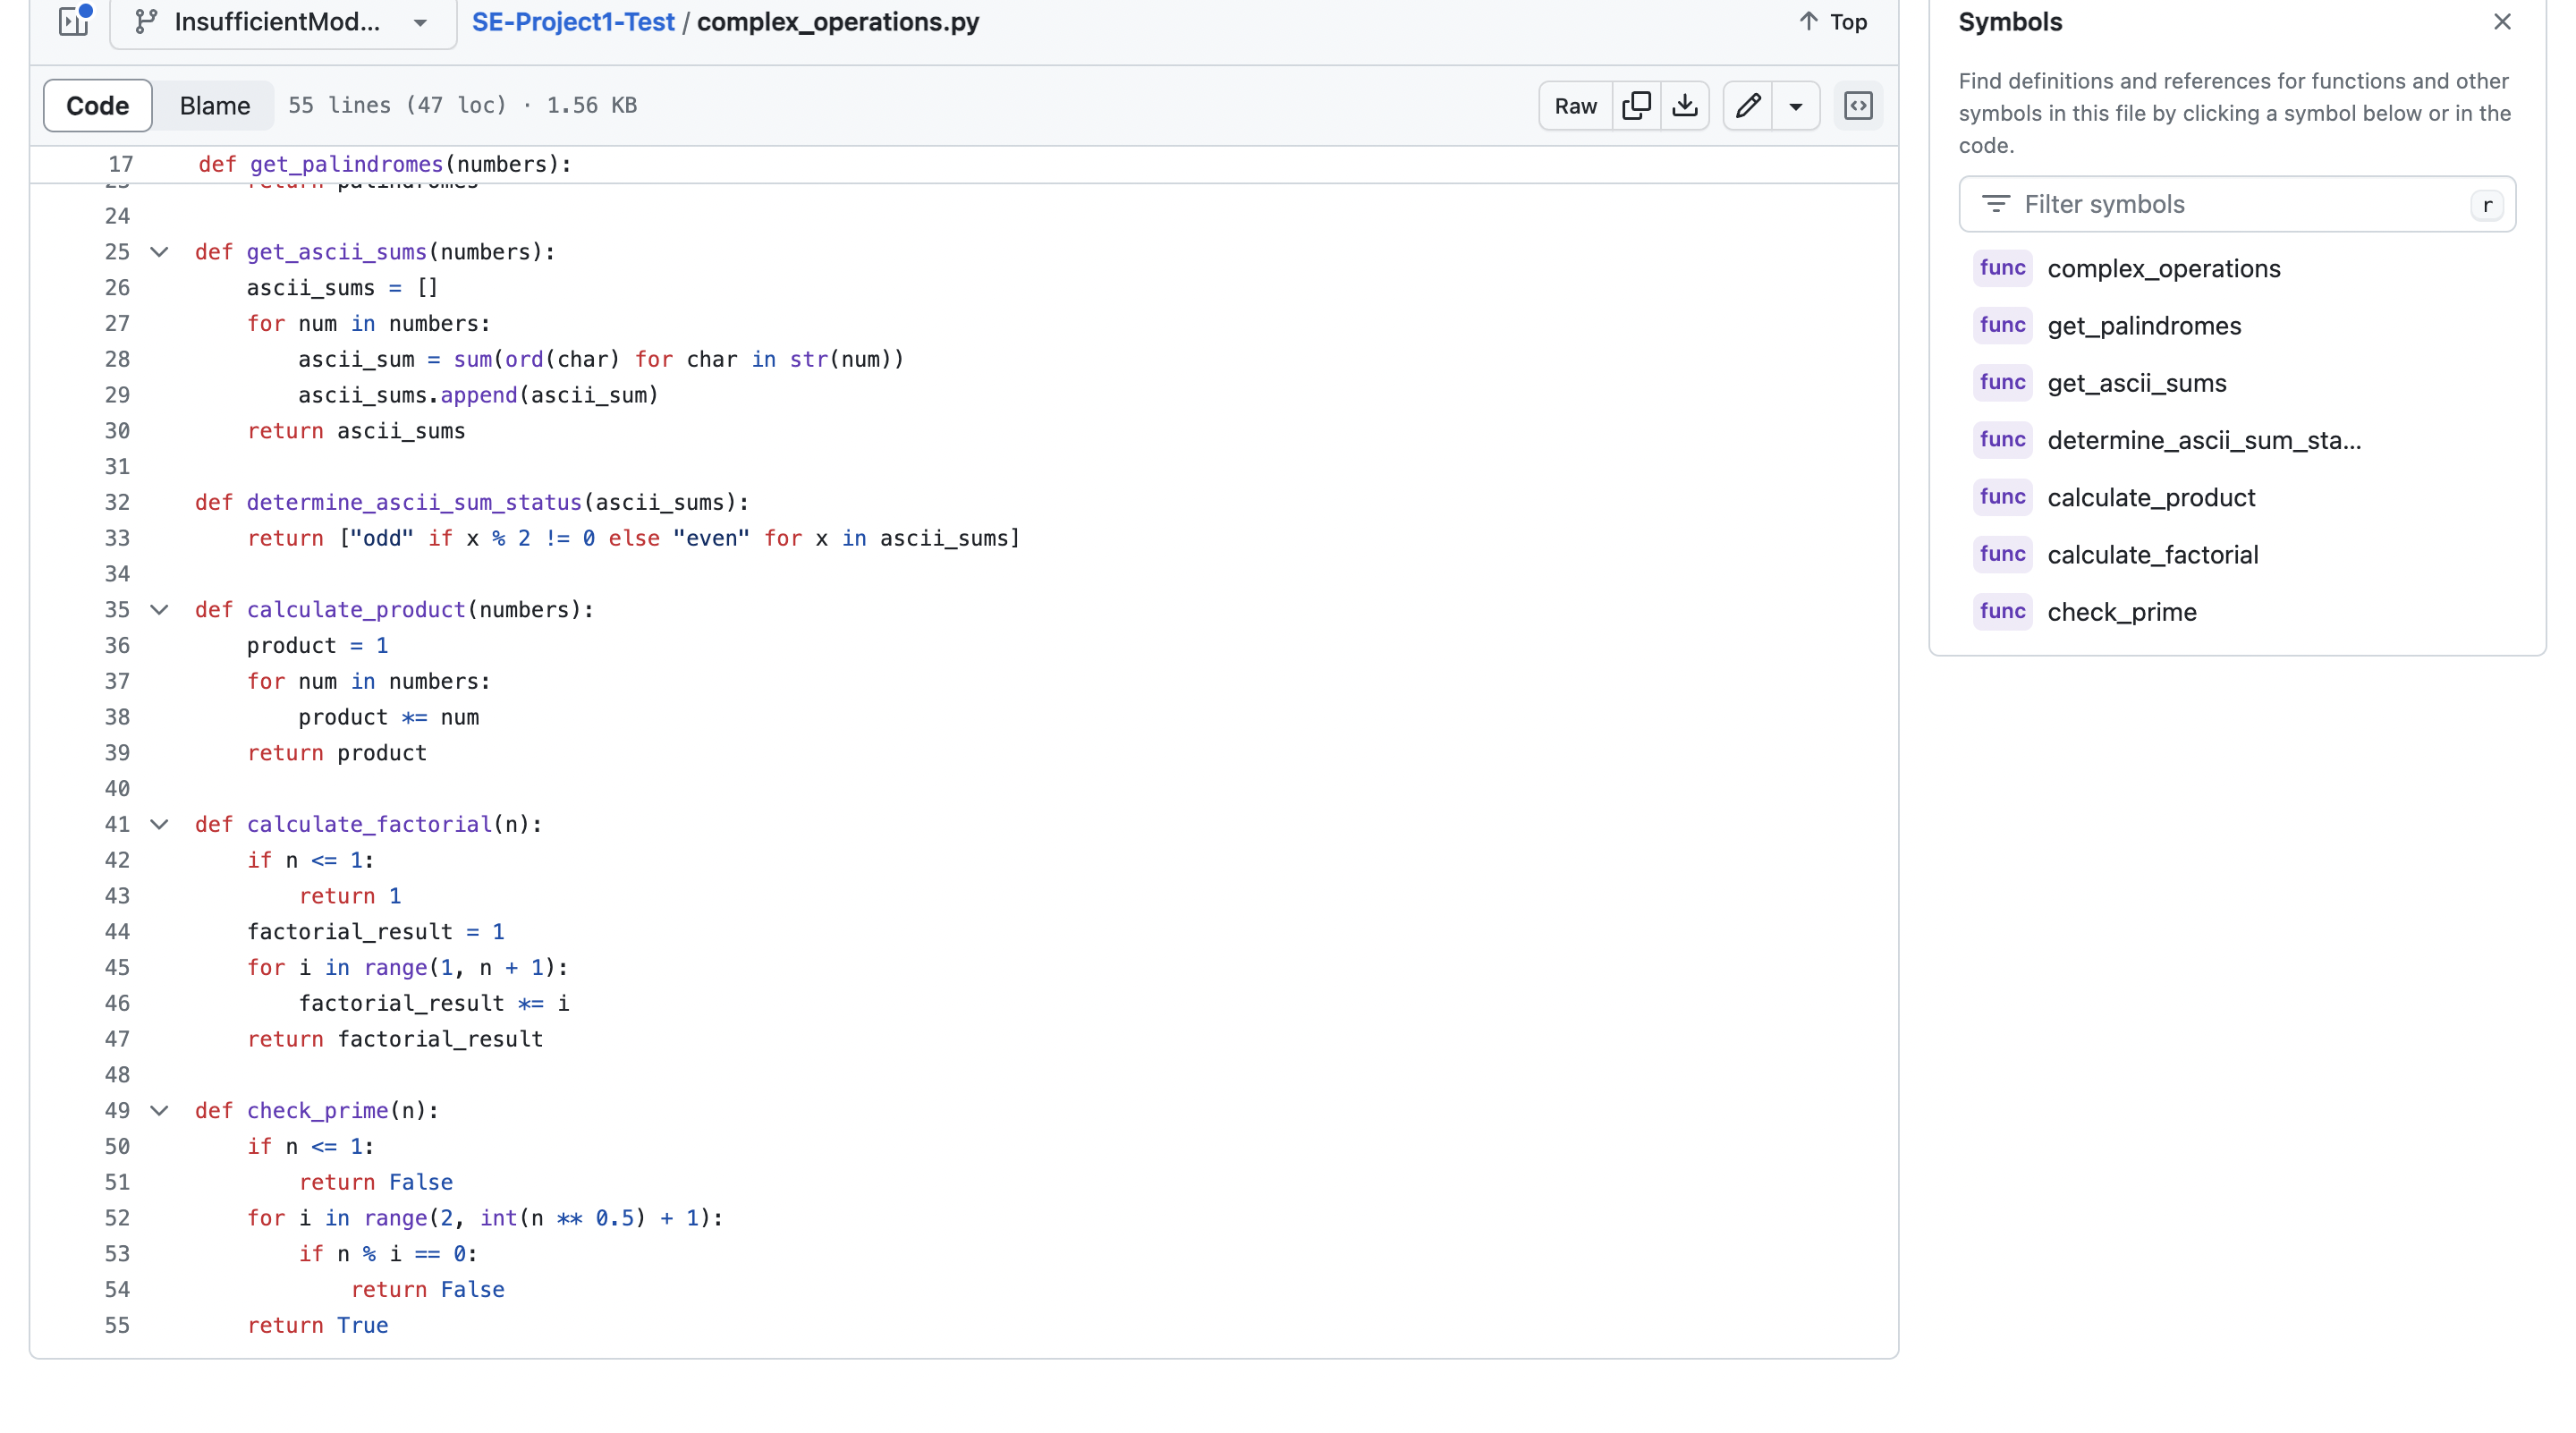 InsufficientMod... SE-Project1-Test / complex_operations.py Top
Code Blame 55 lines (47 loc) · 1.56 KB Raw
17 def get_palindromes(numbers):
23 return palindromes
24
25 def get_ascii_sums(numbers):
26 ascii_sums = []
27 for num in numbers:
28 ascii_sum = sum(ord(char) for char in str(num))
29 ascii_sums.append(ascii_sum)
30 return ascii_sums
31
32 def determine_ascii_sum_status(ascii_sums):
33 return ["odd" if x % 2 != 0 else "even" for x in ascii_sums]
34
35 def calculate_product(numbers):
36 product = 1
37 for num in numbers:
38 product *= num
39 return product
40
41 def calculate_factorial(n):
42 if n <= 1:
43 return 1
44 factorial_result = 1
45 for i in range(1, n + 1):
46 factorial_result *= i
47 return factorial_result
48
49 def check_prime(n):
50 if n <= 1:
51 return False
52 for i in range(2, int(n ** 0.5) + 1):
53 if n % i == 0:
54 return False
55 return True
Symbols
Find definitions and references for functions and other
symbols in this file by clicking a symbol below or in the
code.
Filter symbols r
func complex_operations
func get_palindromes
func get_ascii_sums
func determine_ascii_sum_sta...
func calculate_product
func calculate_factorial
func check_prime